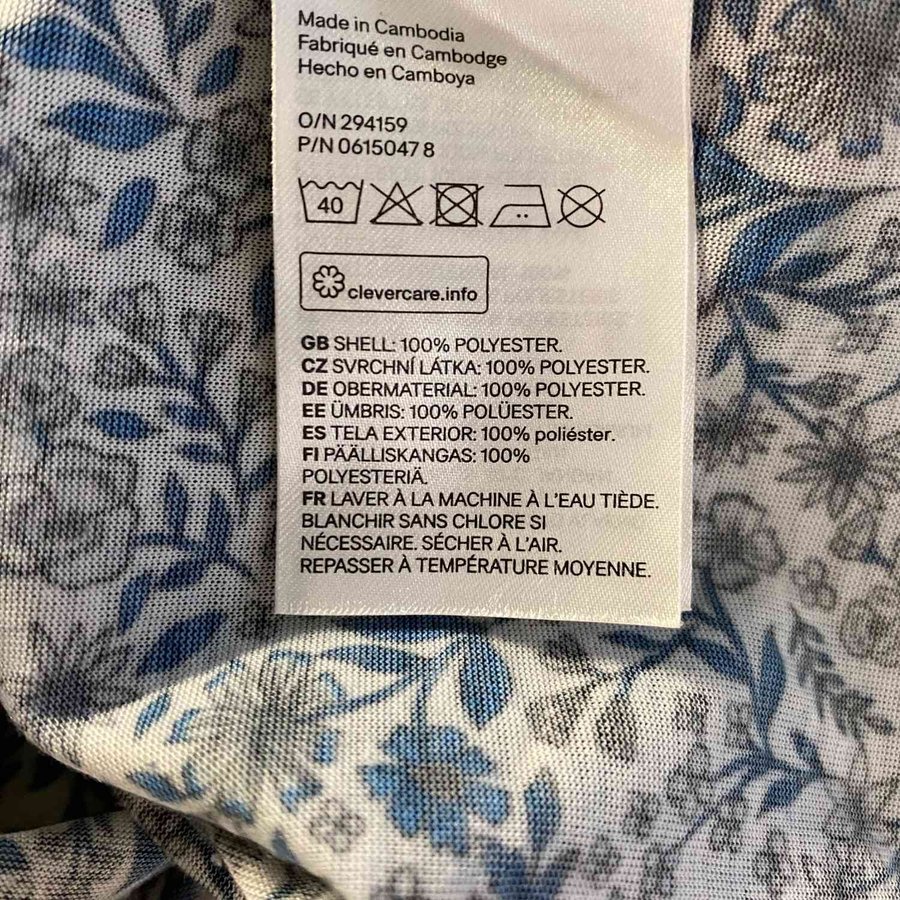 Made in Cambodia
Fabriqué en Cambodge
Hecho en Camboya
O/N 294159
P/N 0615047 8
40
clevercare.info
GB SHELL: 100% POLYESTER.
CZ SVRCHNÍ LÁTKA: 100% POLYESTER.
DE OBERMATERIAL: 100% POLYESTER.
EE ÜMBRIS: 100% POLÜESTER.
ES TELA EXTERIOR: 100% poliéster.
FI PÄÄLLISKANGAS: 100%
POLYESTERIÄ.
FR LAVER À LA MACHINE À L'EAU TIÈDE.
BLANCHIR SANS CHLORE SI
NÉCESSAIRE. SÉCHER À L'AIR.
REPASSER À TEMPÉRATURE MOYENNE.